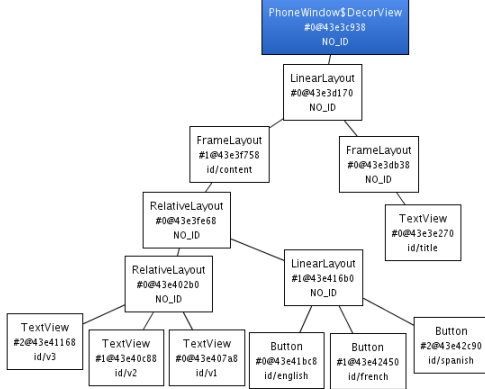 PhoneWindow$DecorView
#0@43e3c938
NO_ID
LinearLayout
#0@43e3d170
NO_ID
FrameLayout
#1@43e3f758
id/content
FrameLayout
#0@43e3db38
NO_ID
RelativeLayout
#0@43e3fe68
NO_ID
TextView
#0@43e3e270
id/title
RelativeLayout
#0@43e402b0
NO_ID
LinearLayout
#1@43e416b0
NO_ID
TextView
#2@43e41168
id/v3
TextView
#1@43e40c88
id/v2
TextView
#0@43e407a8
id/v1
Button
#0@43e41bc8
id/english
Button
#1@43e42450
id/french
Button
#2@43e42c90
id/spanish